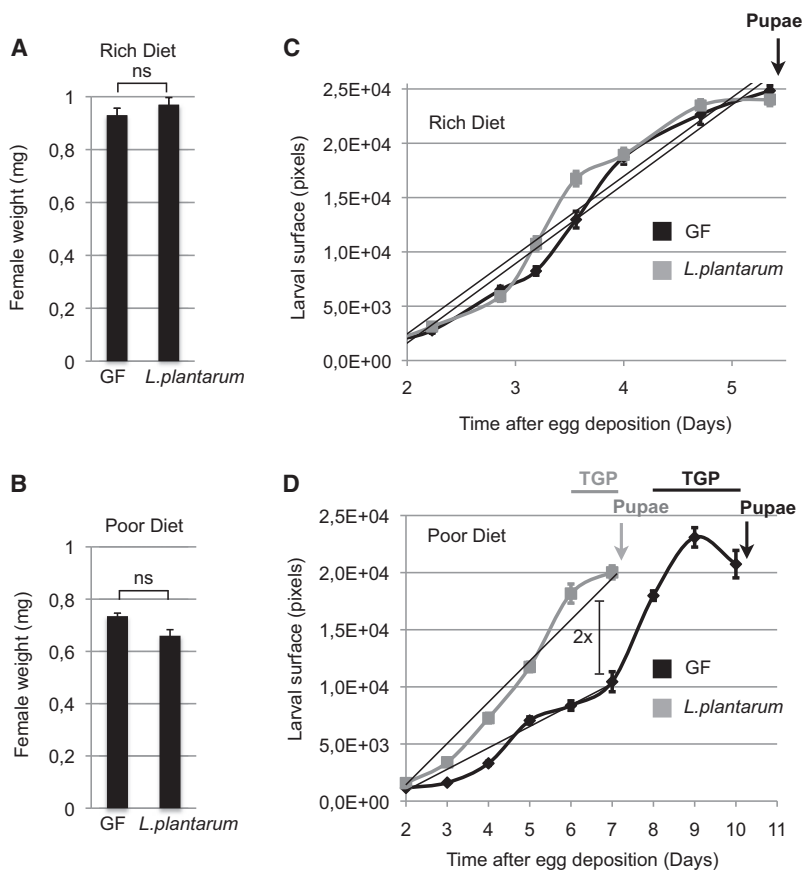 A
Rich Diet
ns
Female weight (mg)
1
0,8
0,6
0,4
0,2
0
GF
L.plantarum
C
Pupae
Rich Diet
Larval surface (pixels)
2,5E+04
2,0E+04
1,5E+04
1,0E+04
5,0E+03
0,0E+00
GF
L.plantarum
2 3 4 5
Time after egg deposition (Days)
B
Poor Diet
ns
Female weight (mg)
1
0,8
0,6
0,4
0,2
0
GF
L.plantarum
D
TGP
TGP
Pupae
Pupae
Poor Diet
Larval surface (pixels)
2,5E+04
2,0E+04
1,5E+04
1,0E+04
5,0E+03
0,0E+00
2x
GF
L.plantarum
2 3 4 5 6 7 8 9 10 11
Time after egg deposition (Days)